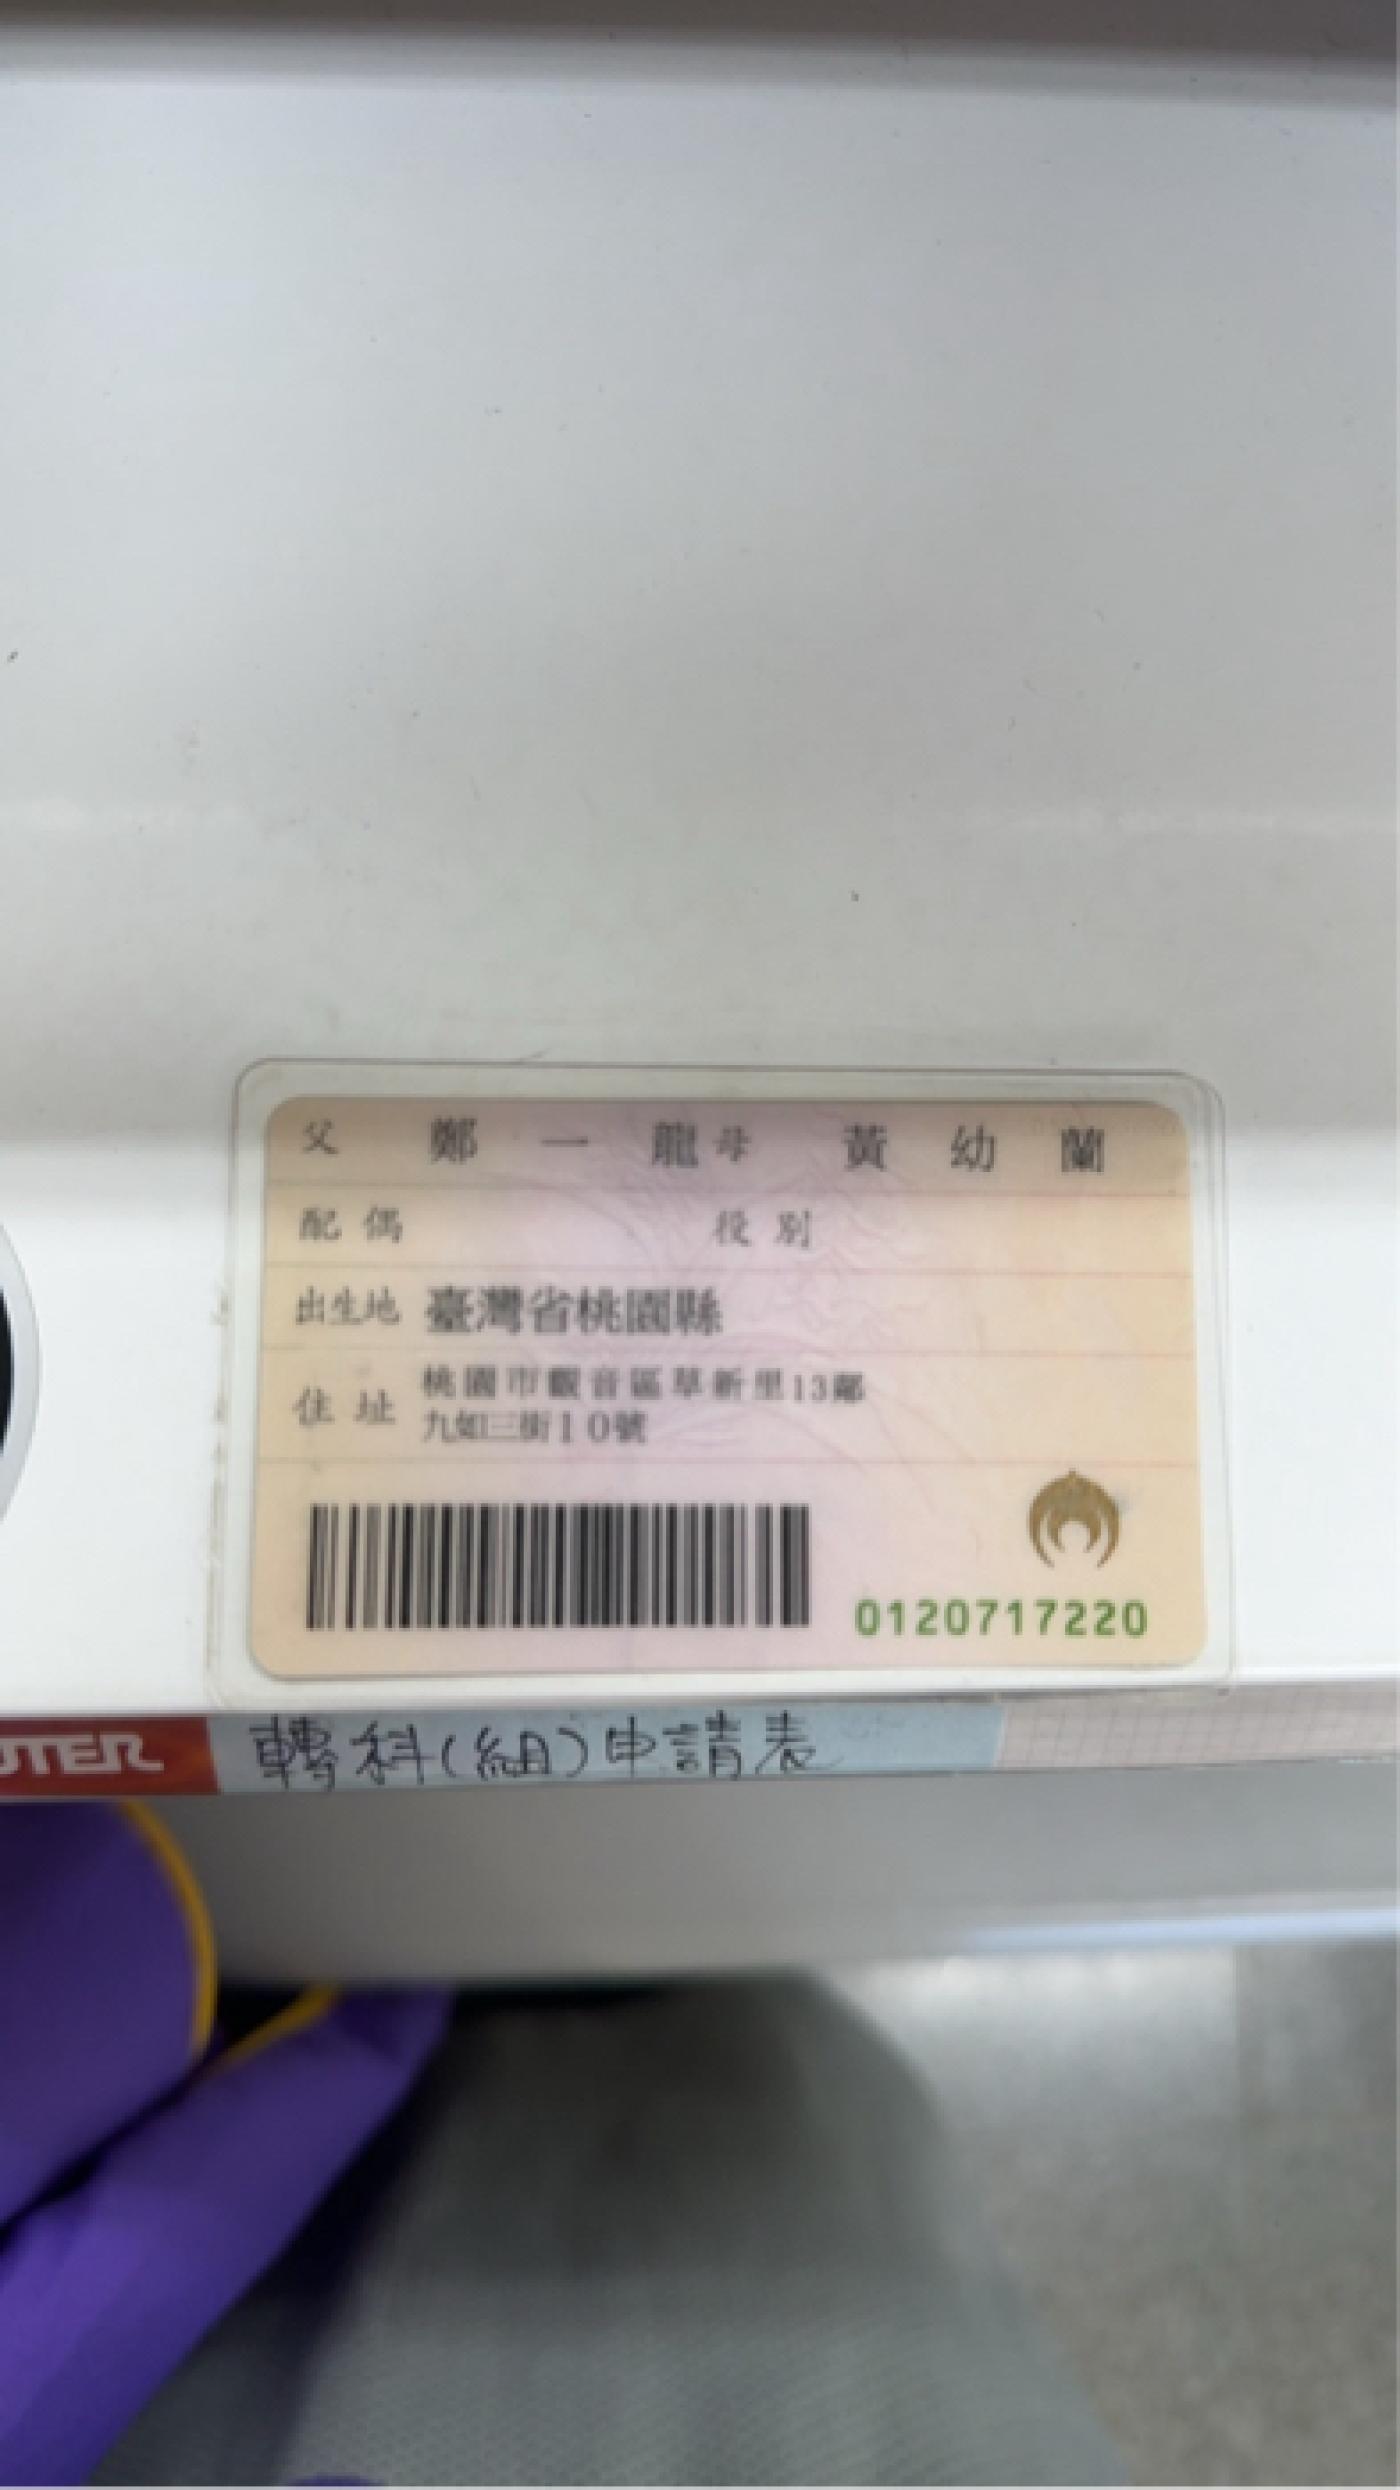 父 鄭一龍 母 黃幼蘭
配偶 役別
出生地 臺灣省桃園縣
住址 桃園市觀音區草新里13鄰
九如三街10號
0120717220
UTER 轉科(組)申請表